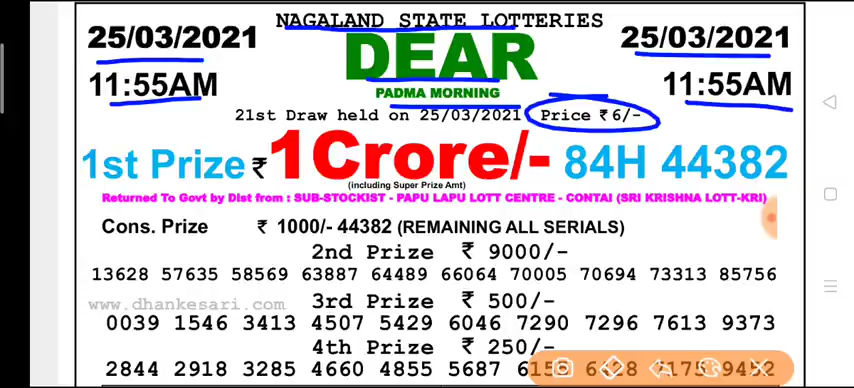 NAGALAND STATE LOTTERIES
25/03/2021 DEAR 25/03/2021
11:55AM PADMA MORNING 11:55AM
21st Draw held on 25/03/2021 Price ₹ 6/-
1st Prize ₹ 1Crore/- 84H 44382
(including Super Prize Amt)
Returned To Govt by Dist from : SUB-STOCKIST - PAPU LAPU LOTT CENTRE - CONTAI (SRI KRISHNA LOTT-KRI)
Cons. Prize ₹ 1000/- 44382 (REMAINING ALL SERIALS)
2nd Prize ₹ 9000/-
13628 57635 58569 63887 64489 66064 70005 70694 73313 85756
www.dhankesari.com 3rd Prize ₹ 500/-
0039 1546 3413 4507 5429 6046 7290 7296 7613 9373
4th Prize ₹ 250/-
2844 2918 3285 4660 4855 5687